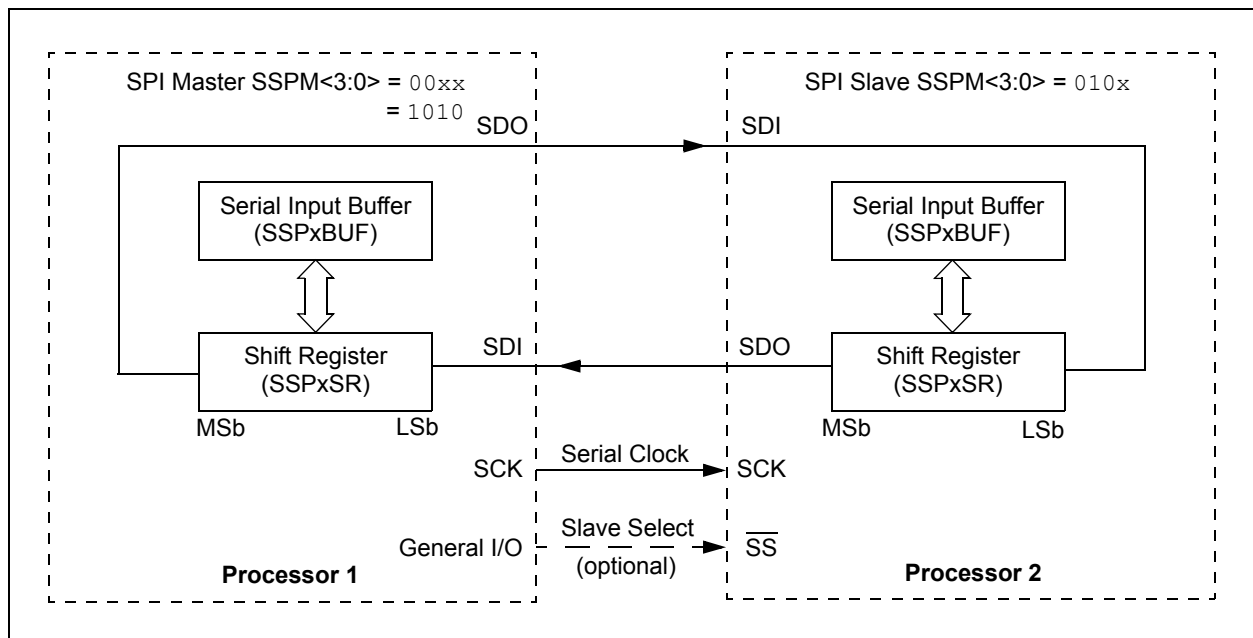 SPI Master SSPM<3:0> = 00xx
= 1010
SDO
Serial Input Buffer
(SSPxBUF)
Shift Register
(SSPxSR)
MSb
LSb
SDI
SCK
General I/O
Processor 1
Serial Clock
Slave Select
(optional)
SPI Slave SSPM<3:0> = 010x
SDI
Serial Input Buffer
(SSPxBUF)
SDO
Shift Register
(SSPxSR)
MSb
LSb
SCK
S̅S̅
Processor 2